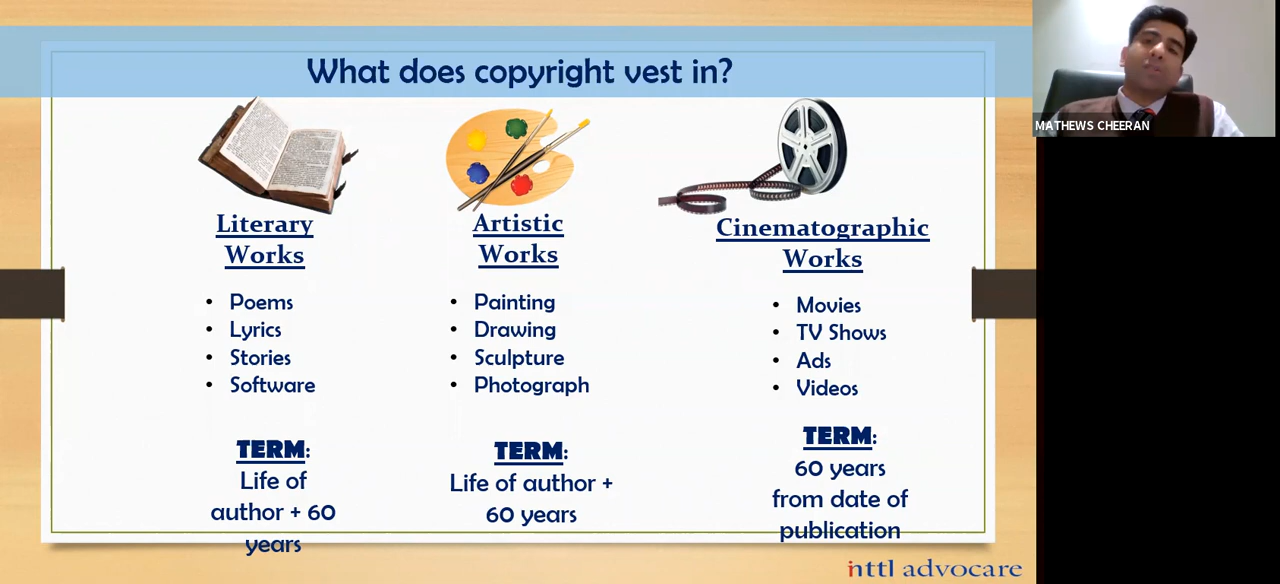 What does copyright vest in?
MATHEWS CHEERAN
Literary
Works
• Poems
• Lyrics
• Stories
• Software
TERM:
Life of
author + 60
years
Artistic
Works
• Painting
• Drawing
• Sculpture
• Photograph
TERM:
Life of author +
60 years
Cinematographic
Works
• Movies
• TV Shows
• Ads
• Videos
TERM:
60 years
from date of
publication
inttl advocare